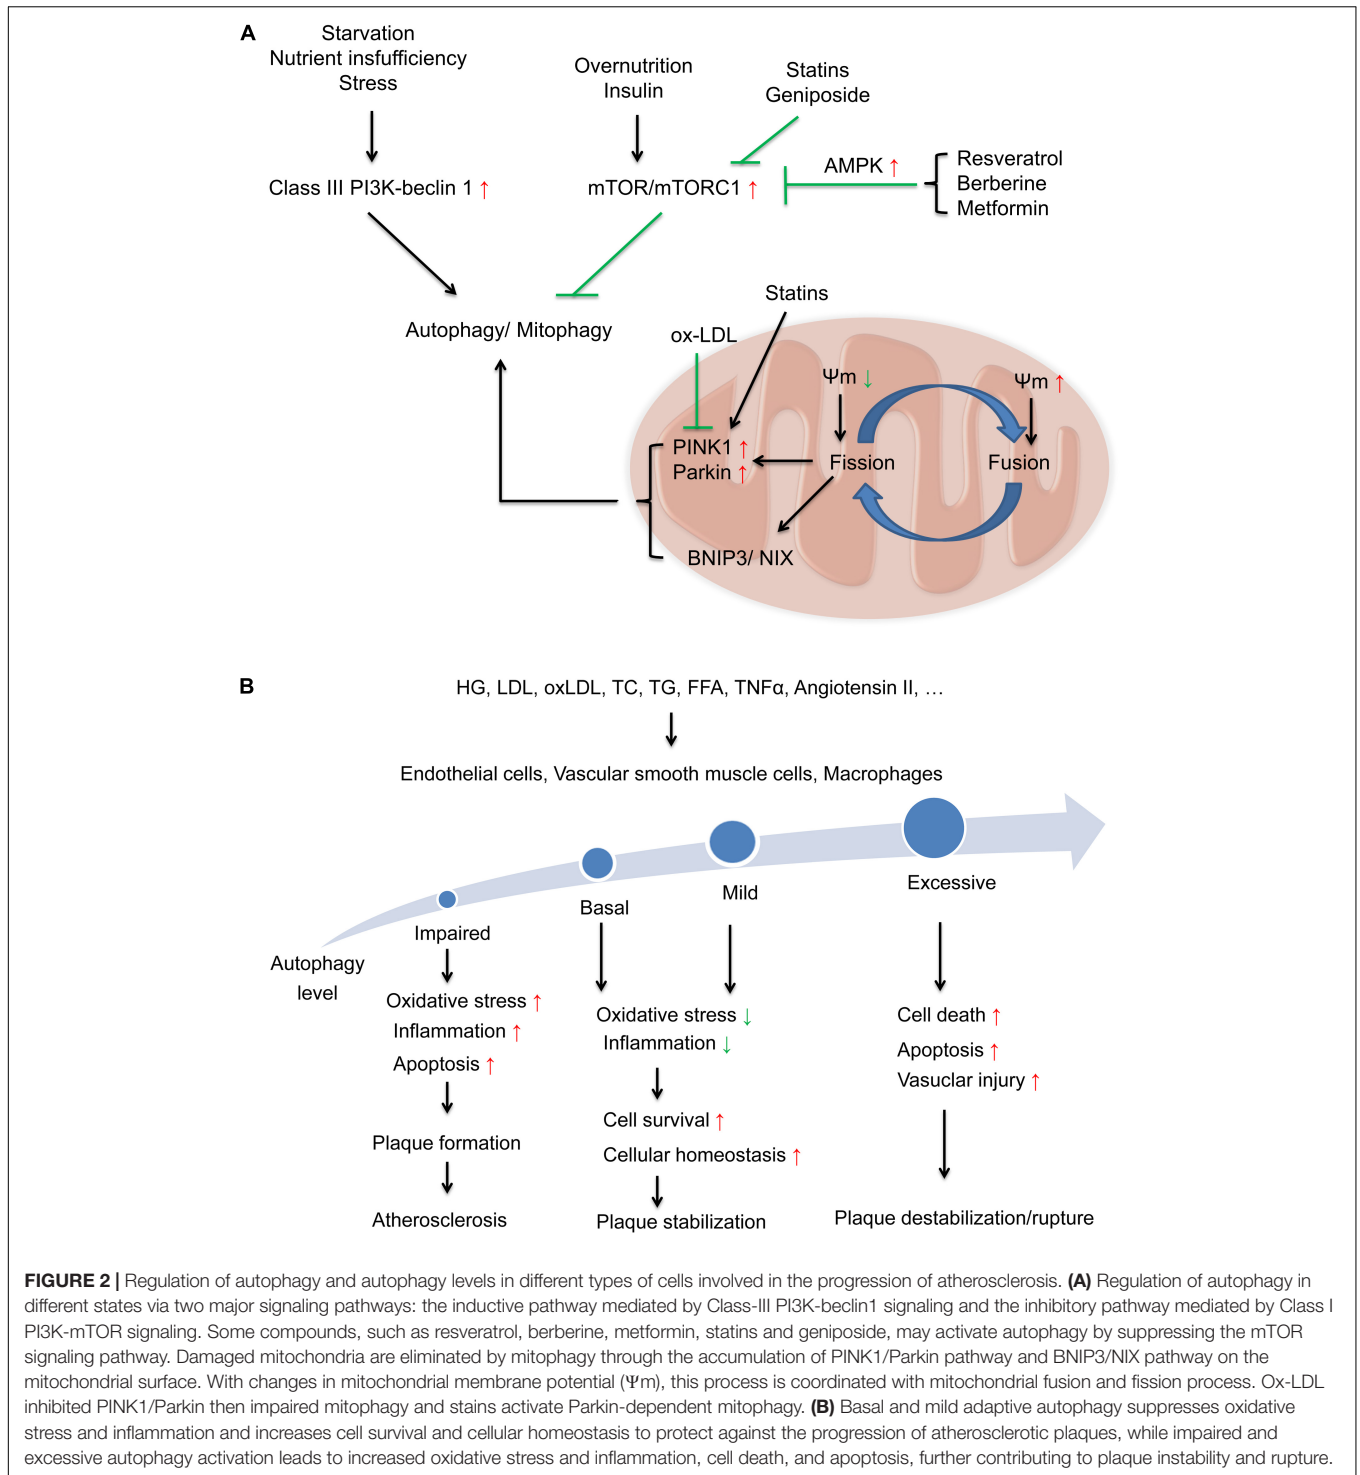 A
Starvation
Nutrient insfufficiency
Stress
Overnutrition
Insulin
Statins
Geniposide
AMPK ↑
Resveratrol
Berberine
Metformin
Class III PI3K-beclin 1 ↑
mTOR/mTORC1 ↑
Autophagy/ Mitophagy
Statins
ox-LDL
Ψm ↓
Ψm ↑
PINK1 ↑
Parkin ↑
Fission
Fusion
BNIP3/ NIX
B
HG, LDL, oxLDL, TC, TG, FFA, TNFα, Angiotensin II, …
Endothelial cells, Vascular smooth muscle cells, Macrophages
Autophagy
level
Impaired
Basal
Mild
Excessive
Oxidative stress ↑
Inflammation ↑
Apoptosis ↑
Plaque formation
Atherosclerosis
Oxidative stress ↓
Inflammation ↓
Cell survival ↑
Cellular homeostasis ↑
Plaque stabilization
Cell death ↑
Apoptosis ↑
Vasuclar injury ↑
Plaque destabilization/rupture
FIGURE 2 | Regulation of autophagy and autophagy levels in different types of cells involved in the progression of atherosclerosis. (A) Regulation of autophagy in
different states via two major signaling pathways: the inductive pathway mediated by Class-III PI3K-beclin1 signaling and the inhibitory pathway mediated by Class I
PI3K-mTOR signaling. Some compounds, such as resveratrol, berberine, metformin, statins and geniposide, may activate autophagy by suppressing the mTOR
signaling pathway. Damaged mitochondria are eliminated by mitophagy through the accumulation of PINK1/Parkin pathway and BNIP3/NIX pathway on the
mitochondrial surface. With changes in mitochondrial membrane potential (Ψm), this process is coordinated with mitochondrial fusion and fission process. Ox-LDL
inhibited PINK1/Parkin then impaired mitophagy and stains activate Parkin-dependent mitophagy. (B) Basal and mild adaptive autophagy suppresses oxidative
stress and inflammation and increases cell survival and cellular homeostasis to protect against the progression of atherosclerotic plaques, while impaired and
excessive autophagy activation leads to increased oxidative stress and inflammation, cell death, and apoptosis, further contributing to plaque instability and rupture.